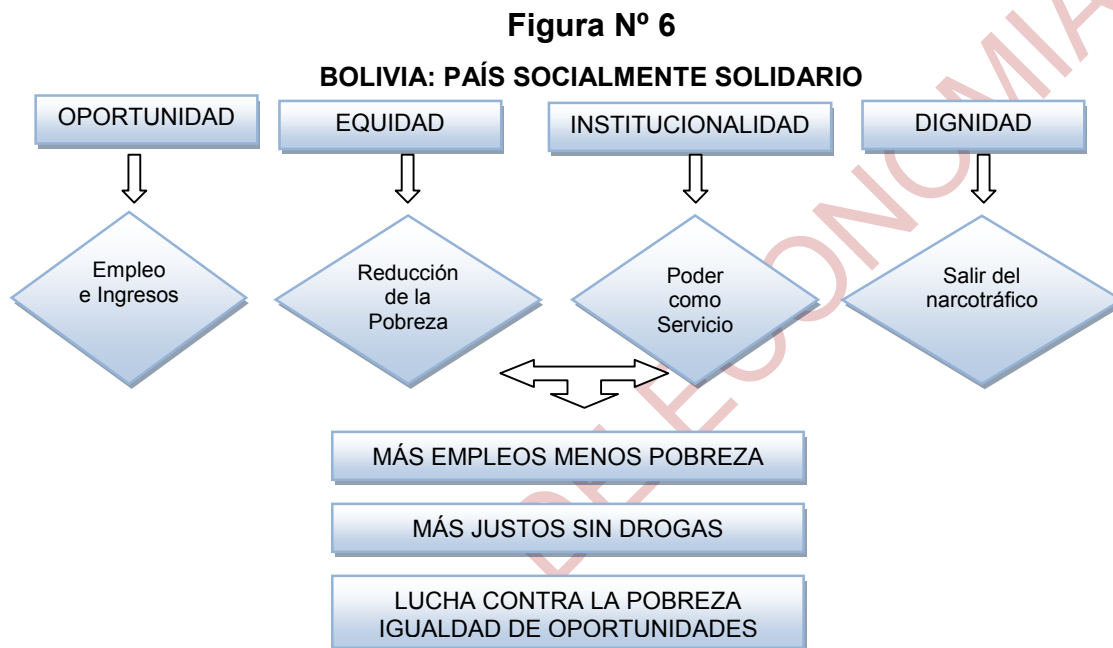 Figura Nº 6
BOLIVIA: PAÍS SOCIALMENTE SOLIDARIO
OPORTUNIDAD
EQUIDAD
INSTITUCIONALIDAD
DIGNIDAD
Empleo
e Ingresos
Reducción
de la
Pobreza
Poder
como
Servicio
Salir del
narcotráfico
MÁS EMPLEOS MENOS POBREZA
MÁS JUSTOS SIN DROGAS
LUCHA CONTRA LA POBREZA
IGUALDAD DE OPORTUNIDADES
DE ECONOMIA